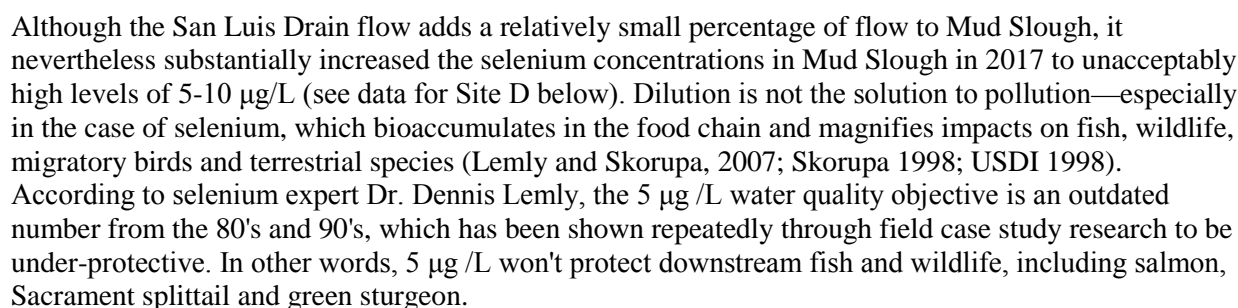 Although the San Luis Drain flow adds a relatively small percentage of flow to Mud Slough, it
nevertheless substantially increased the selenium concentrations in Mud Slough in 2017 to unacceptably
high levels of 5-10 μg/L (see data for Site D below). Dilution is not the solution to pollution—especially
in the case of selenium, which bioaccumulates in the food chain and magnifies impacts on fish, wildlife,
migratory birds and terrestrial species (Lemly and Skorupa, 2007; Skorupa 1998; USDI 1998).
According to selenium expert Dr. Dennis Lemly, the 5 μg /L water quality objective is an outdated
number from the 80's and 90's, which has been shown repeatedly through field case study research to be
under-protective. In other words, 5 μg /L won't protect downstream fish and wildlife, including salmon,
Sacrament splittail and green sturgeon.